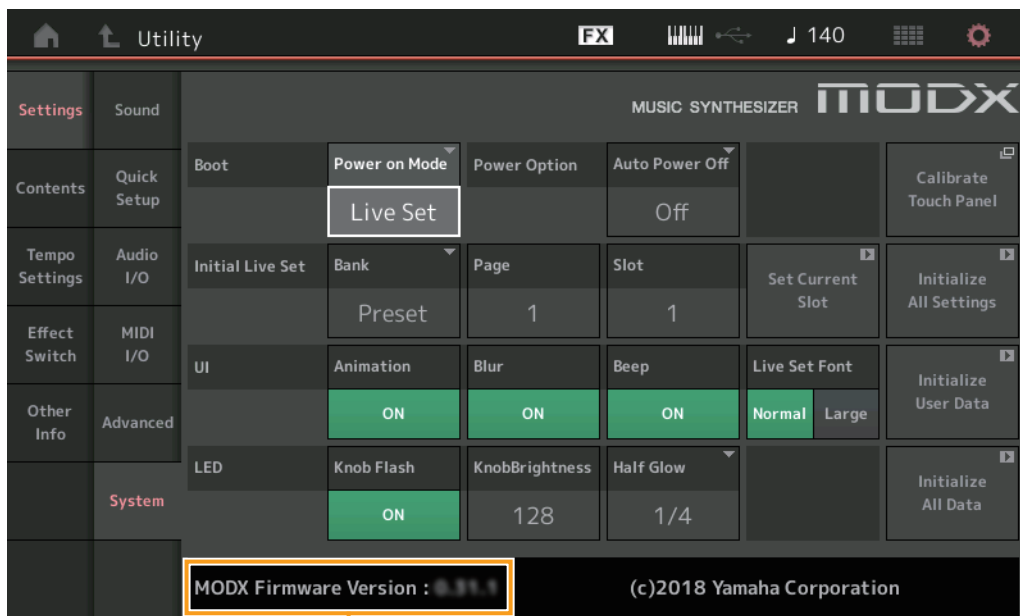 Utility FX 140
MUSIC SYNTHESIZER MODX
Settings Sound
Boot Power on Mode Power Option Auto Power Off
Contents Quick Setup Live Set Off Calibrate Touch Panel
Tempo Settings Audio I/O Initial Live Set Bank Page Slot Set Current Slot Initialize All Settings
Preset 1 1
Effect Switch MIDI I/O
UI Animation Blur Beep Live Set Font Initialize User Data
Other Info Advanced ON ON ON Normal Large
LED Knob Flash KnobBrightness Half Glow Initialize All Data
System ON 128 1/4
MODX Firmware Version : (c)2018 Yamaha Corporation